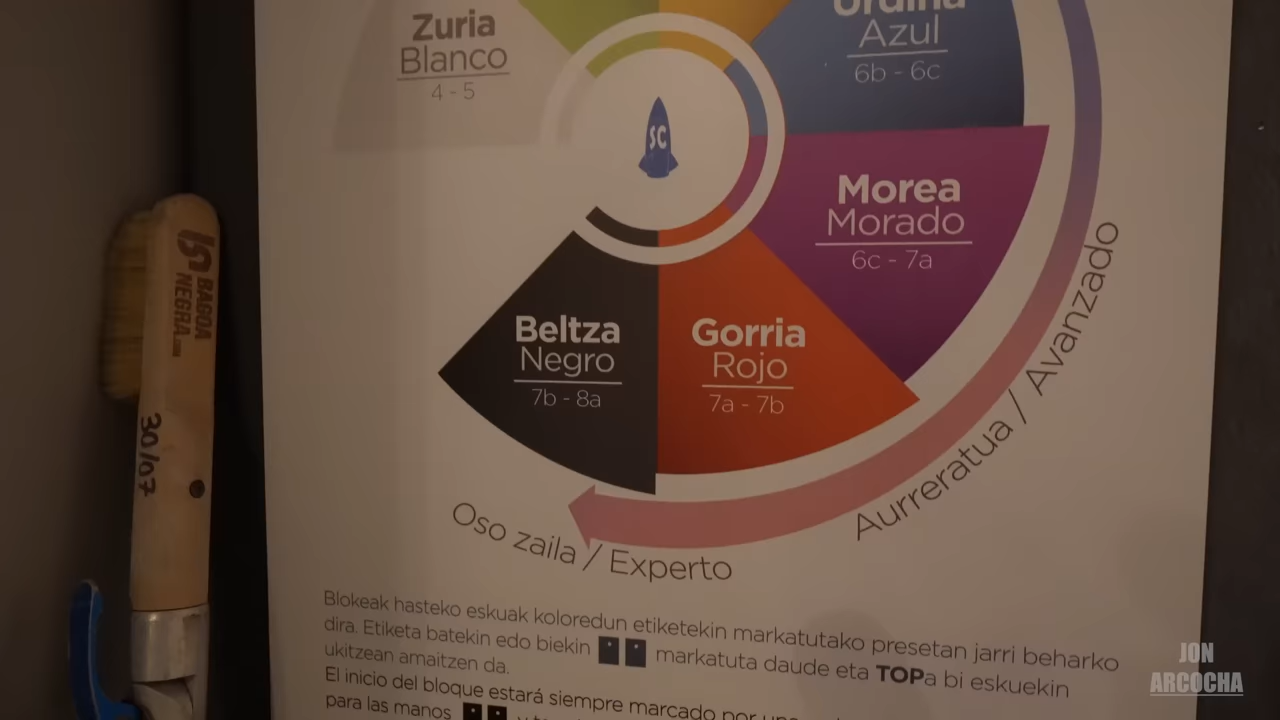 Zuria
Blanco
4 - 5
Urdina
Azul
6b - 6c
SC
Morea
Morado
6c - 7a
Beltza
Negro
7b - 8a
Gorria
Rojo
7a - 7b
Aurreratua / Avanzado
Oso zaila / Experto
BAGOA
NEGRA.com
30/07
Blokeak hasteko eskuak koloredun etiketekin markatutako presetan jarri beharko
dira. Etiketa batekin edo biekin markatuta daude eta TOPa bi eskuekin
ukitzean amaitzen da.
El inicio del bloque estará siempre marcado por
para las manos
JON
ARCOCHA